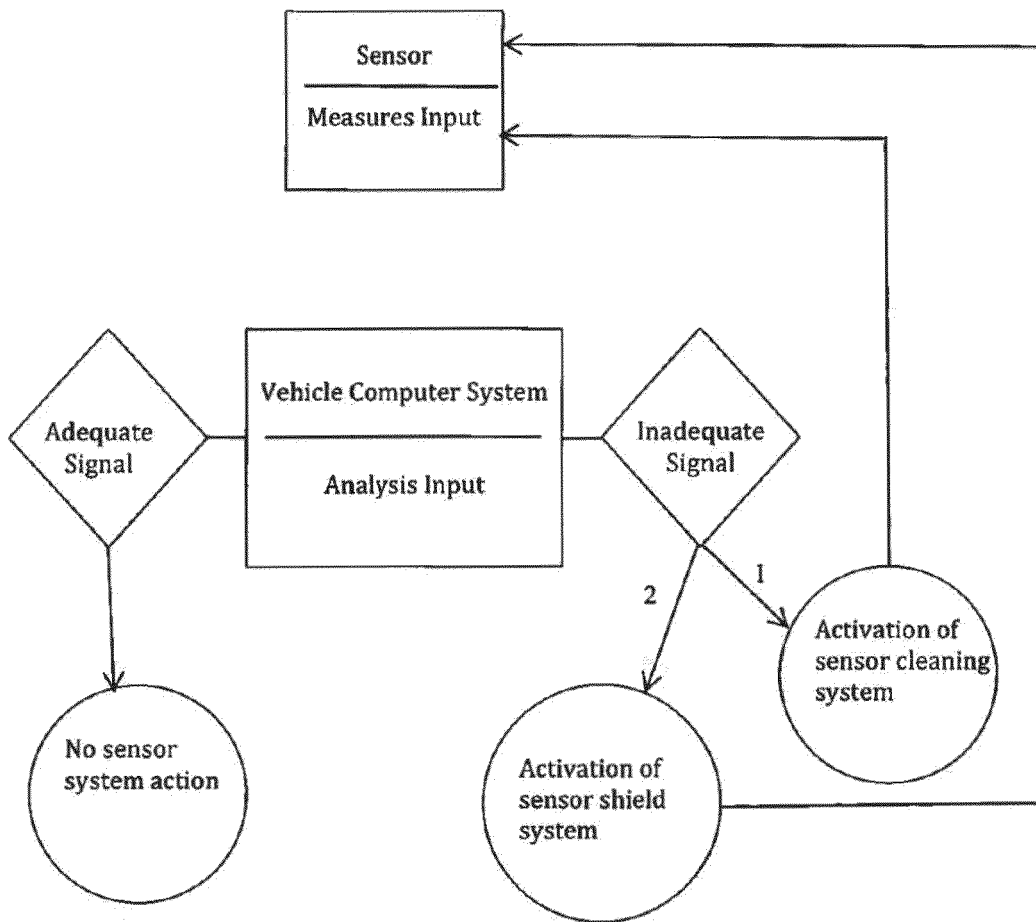 Sensor
Measures Input
Vehicle Computer System
Analysis Input
Adequate
Signal
Inadequate
Signal
1
2
Activation of
sensor cleaning
system
No sensor
system action
Activation of
sensor shield
system